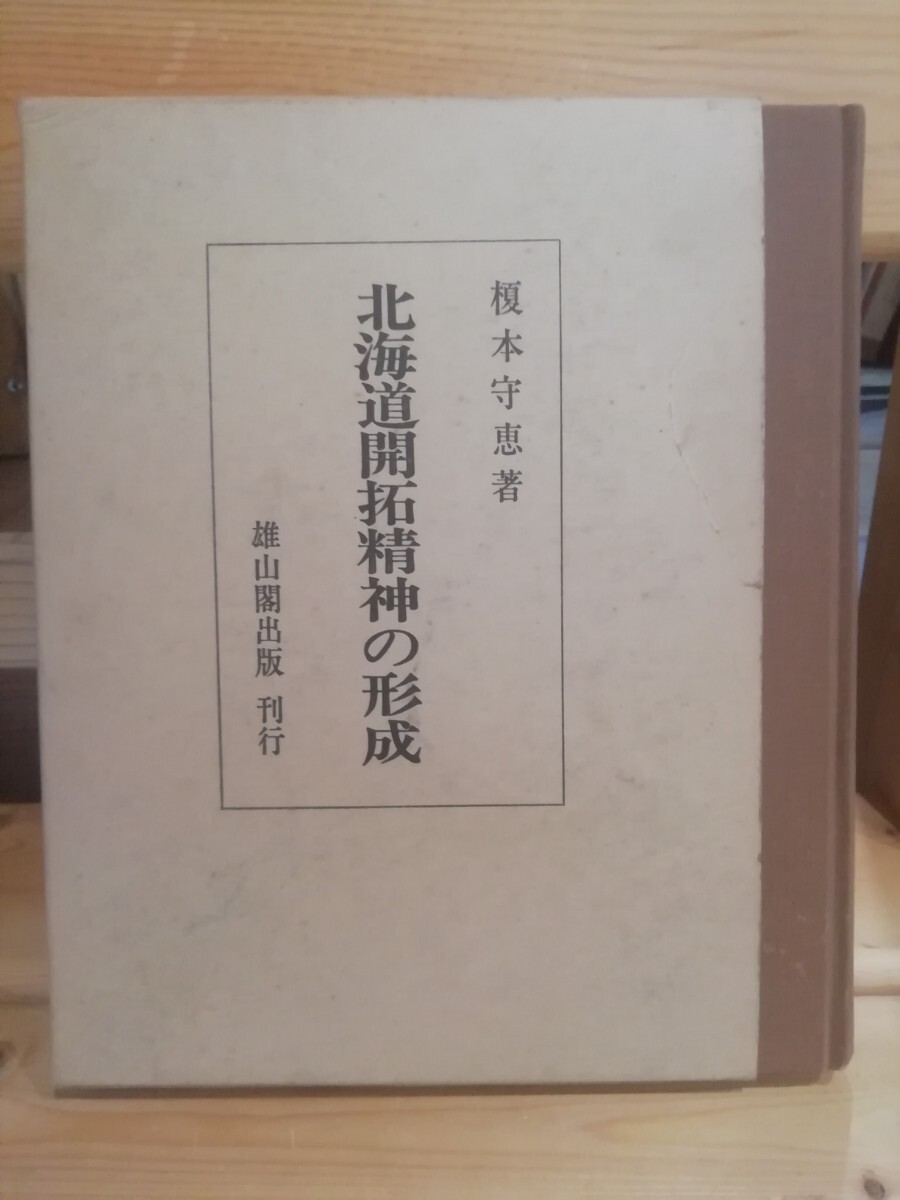 榎本守恵著
北海道開拓精神の形成
雄山閣出版 刊行